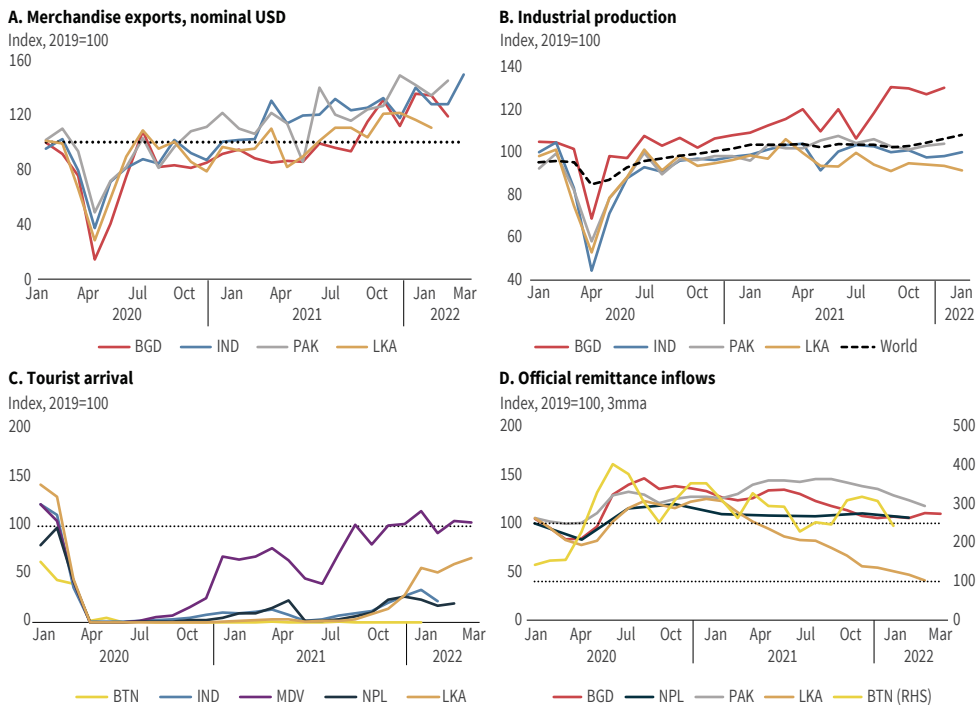 A. Merchandise exports, nominal USD
Index, 2019=100
160
120
80
40
0
Jan Apr Jul Oct Jan Apr Jul Oct Jan Mar
2020 2021 2022
BGD IND PAK LKA
B. Industrial production
Index, 2019=100
140
120
100
80
60
40
Jan Apr Jul Oct Jan Apr Jul Oct Jan
2020 2021 2022
BGD IND PAK LKA World
C. Tourist arrival
Index, 2019=100
200
150
100
50
0
Jan Apr Jul Oct Jan Apr Jul Oct Jan Mar
2020 2021 2022
BTN IND MDV NPL LKA
D. Official remittance inflows
Index, 2019=100, 3mma
200 500
150 400
100 300
50 200
0 100
0
Jan Apr Jul Oct Jan Apr Jul Oct Jan Mar
2020 2021 2022
BGD NPL PAK LKA BTN (RHS)